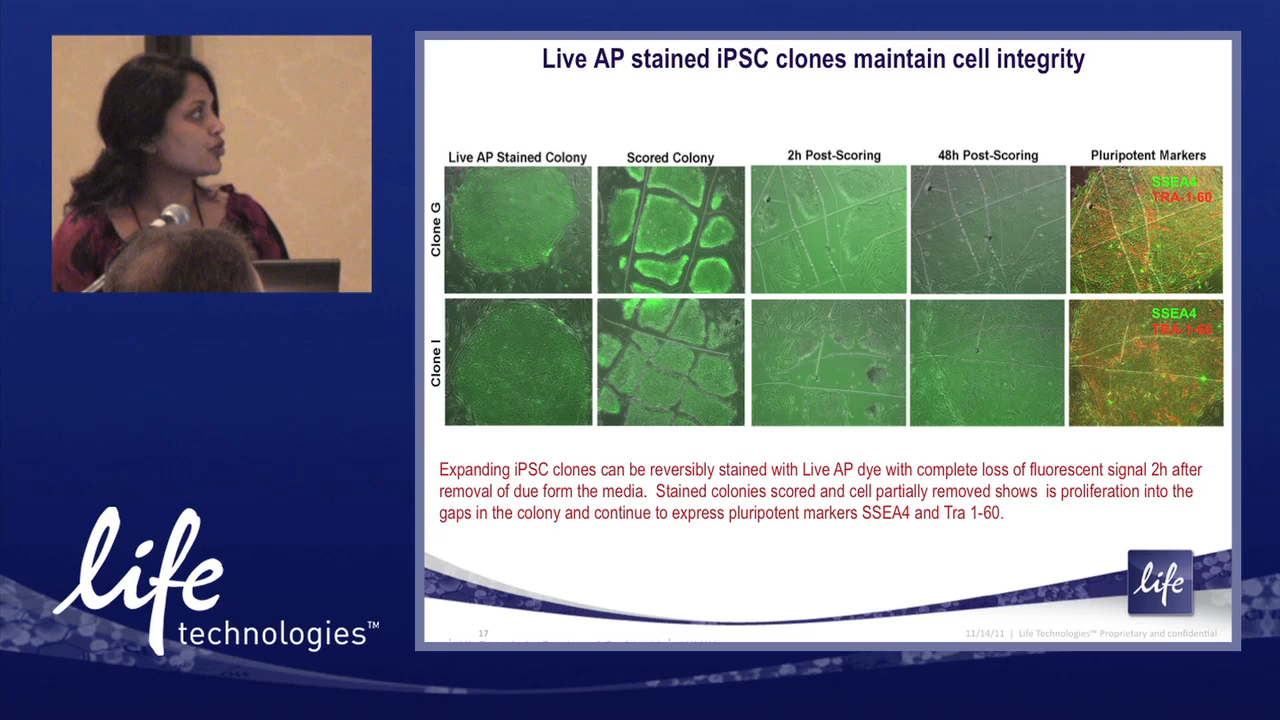 Live AP stained iPSC clones maintain cell integrity
Live AP Stained Colony
Scored Colony
2h Post-Scoring
48h Post-Scoring
Pluripotent Markers
Clone G
SSEA4
TRA-1-60
Clone I
SSEA4
TRA-1-60
Expanding iPSC clones can be reversibly stained with Live AP dye with complete loss of fluorescent signal 2h after
removal of due form the media. Stained colonies scored and cell partially removed shows is proliferation into the
gaps in the colony and continue to express pluripotent markers SSEA4 and Tra 1-60.
life
17
11/14/11 | Life Technologies™ Proprietary and confidential
life
technologies™